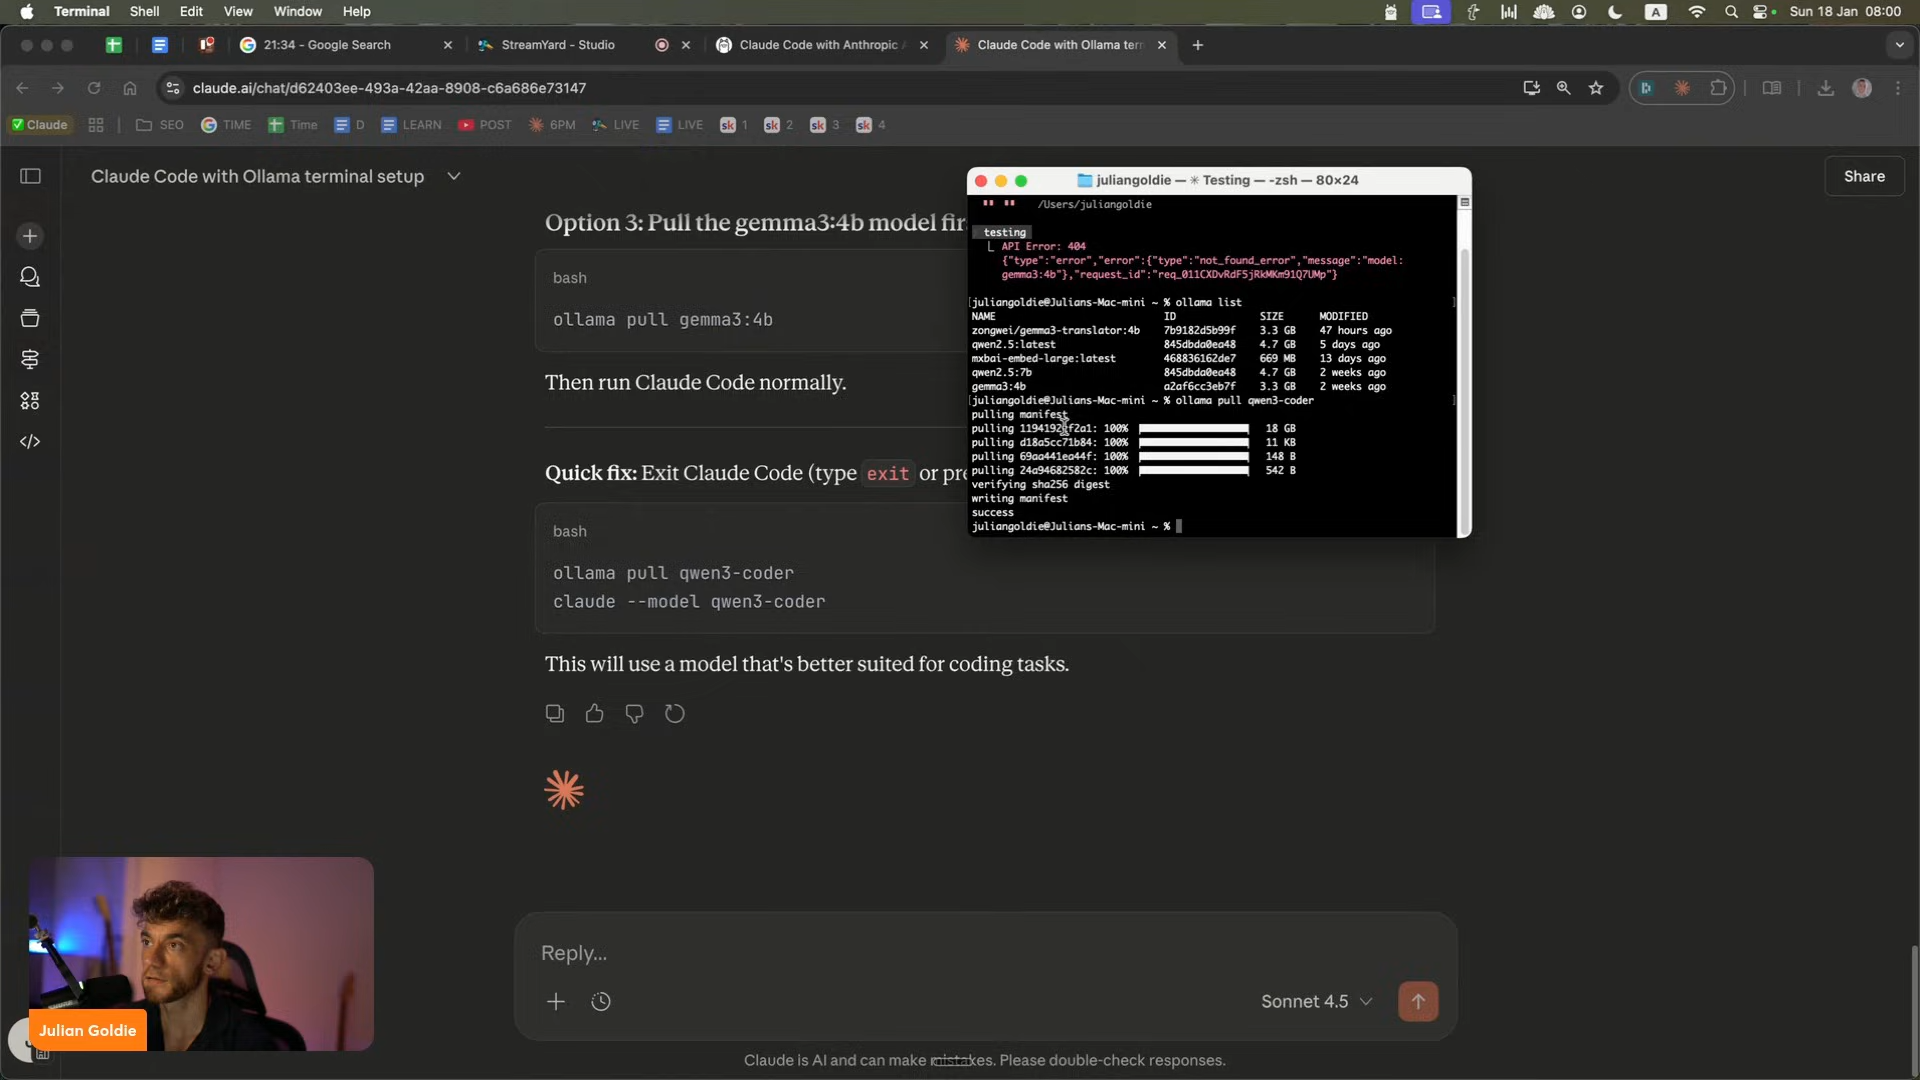 Terminal Shell Edit View Window Help
A Sun 18 Jan 08:00
21:34 - Google Search
StreamYard - Studio
Claude Code with Anthropic A
Claude Code with Ollama terr
claude.ai/chat/d62403ee-493a-42aa-8908-c6a686e73147
Claude
SEO
TIME
Time
D
LEARN
POST
6PM
LIVE
LIVE
sk 1
sk 2
sk 3
sk 4
Claude Code with Ollama terminal setup
Share
Option 3: Pull the gemma3:4b model fir
bash
ollama pull gemma3:4b
Then run Claude Code normally.
Quick fix: Exit Claude Code (type exit or pre
bash
ollama pull qwen3-coder
claude --model qwen3-coder
This will use a model that's better suited for coding tasks.
juliangoldie — ✳ Testing — -zsh — 80×24
/Users/juliangoldie
testing
API Error: 404
{"type":"error","error":{"type":"not_found_error","message":"model:
gemma3:4b"},"request_id":"req_011CXDvRdF5jRkMKm91Q7UMp"}
[juliangoldie@Julians-Mac-mini ~ % ollama list ]
NAME ID SIZE MODIFIED
zongwei/gemma3-translator:4b 7b9182d5b99f 3.3 GB 47 hours ago
qwen2.5:latest 845dbda0ea48 4.7 GB 5 days ago
mxbai-embed-large:latest 468836162de7 669 MB 13 days ago
qwen2.5:7b 845dbda0ea48 4.7 GB 2 weeks ago
gemma3:4b a2af6cc3eb7f 3.3 GB 2 weeks ago
[juliangoldie@Julians-Mac-mini ~ % ollama pull qwen3-coder ]
pulling manifest
pulling 100% 18 GB
pulling d18a5cc71b84: 100% 11 KB
pulling 69aa441ea44f: 100% 148 B
pulling 24a94682582c: 100% 542 B
verifying sha256 digest
writing manifest
success
juliangoldie@Julians-Mac-mini ~ %
Reply...
Sonnet 4.5
Claude is AI and can make mistakes. Please double-check responses.
Julian Goldie